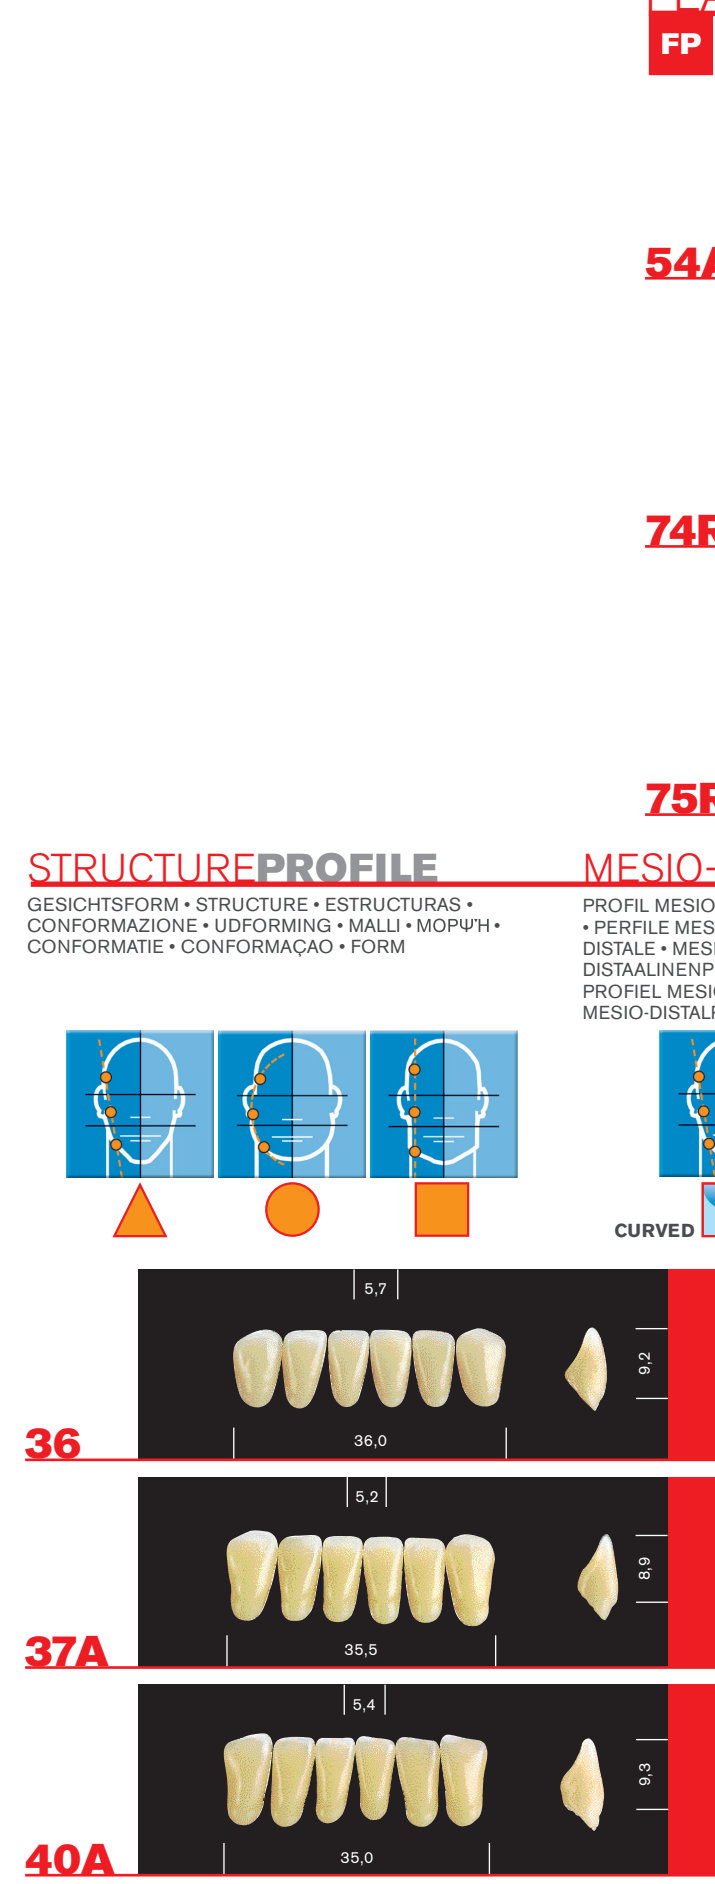 FP
54A
74R
75R
STRUCTUREPROFILE
GESICHTSFORM • STRUCTURE • ESTRUCTURAS •
CONFORMAZIONE • UDFORMING • MALLI • ΜΟΡΨΉ •
CONFORMATIE • CONFORMAÇAO • FORM
MESIO-
PROFIL MESIO
• PERFILE MES
DISTALE • MES
DISTAALINENP
PROFIEL MESI
MESIO-DISTAL
CURVED
5,7
9,2
36,0
36
5,2
8,9
35,5
37A
5,4
9,3
35,0
40A